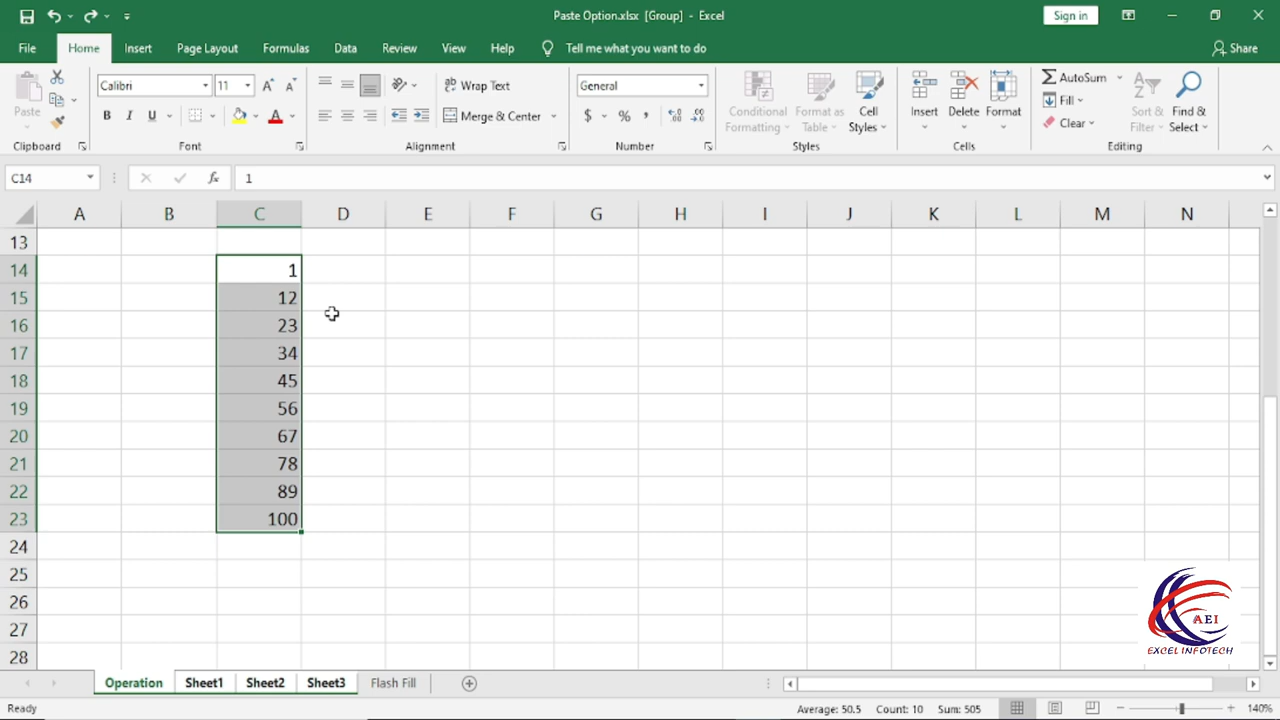 Paste Option.xlsx [Group] - Excel
Sign in
File Home Insert Page Layout Formulas Data Review View Help Tell me what you want to do Share
Paste
Clipboard
Calibri 11
B I U
Font
Wrap Text
Merge & Center
Alignment
General
$ % ,
Number
Conditional Formatting
Format as Table
Cell Styles
Styles
Insert
Delete
Format
Cells
AutoSum
Fill
Clear
Sort & Filter
Find & Select
Editing
C14 fx 1
A B C D E F G H I J K L M N
13
14 1
15 12
16 23
17 34
18 45
19 56
20 67
21 78
22 89
23 100
24
25
26
27
28
AEI
EXCEL INFOTECH
Operation Sheet1 Sheet2 Sheet3 Flash Fill
Ready Average: 50.5 Count: 10 Sum: 505 140%